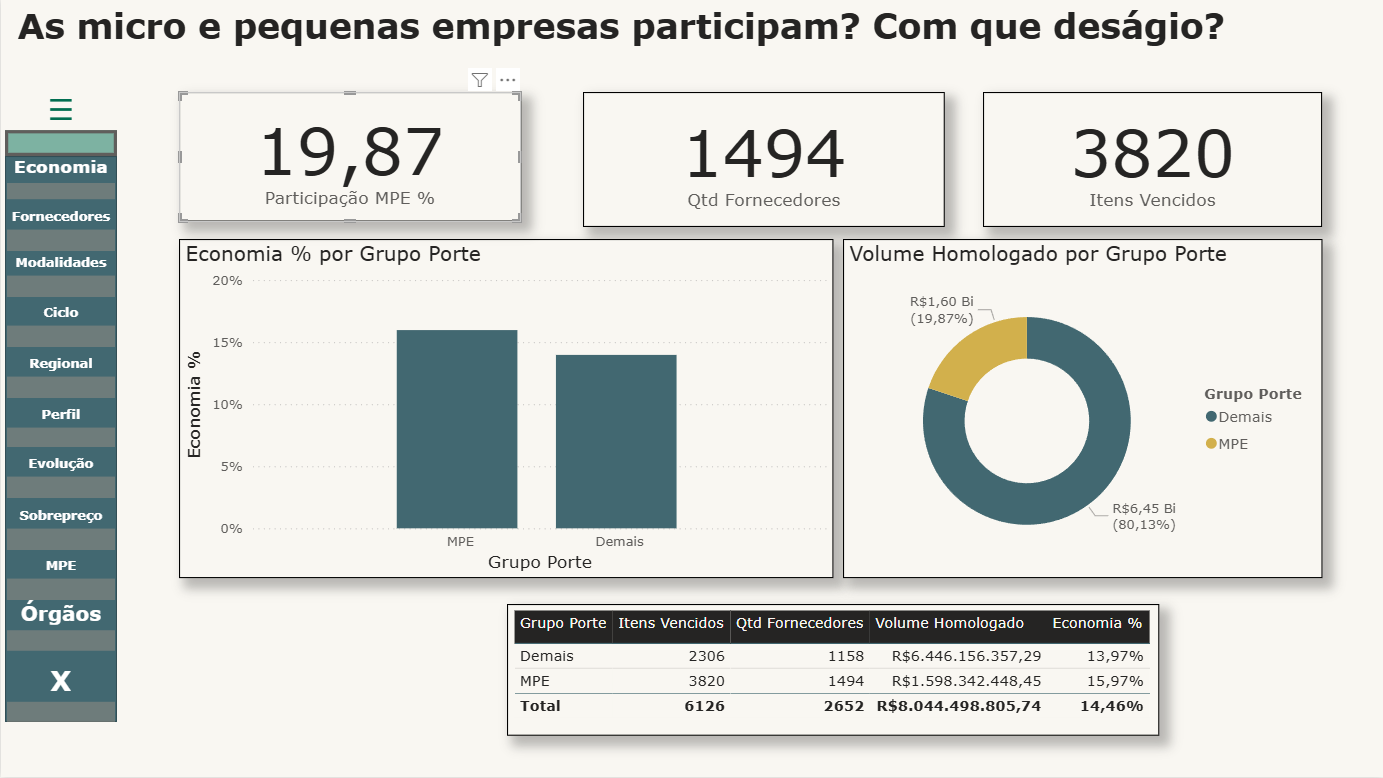 As micro e pequenas empresas participam? Com que deságio?
☰
Economia
Fornecedores
Modalidades
Ciclo
Regional
Perfil
Evolução
Sobrepreço
MPE
Órgãos
X
19,87
Participação MPE %
1494
Qtd Fornecedores
3820
Itens Vencidos
Economia % por Grupo Porte
20%
15%
10%
5%
0%
Economia %
MPE Demais
Grupo Porte
Volume Homologado por Grupo Porte
R$1,60 Bi
(19,87%)
R$6,45 Bi
(80,13%)
Grupo Porte
Demais
MPE
Grupo Porte Itens Vencidos Qtd Fornecedores Volume Homologado Economia %
Demais 2306 1158 R$6.446.156.357,29 13,97%
MPE 3820 1494 R$1.598.342.448,45 15,97%
Total 6126 2652 R$8.044.498.805,74 14,46%